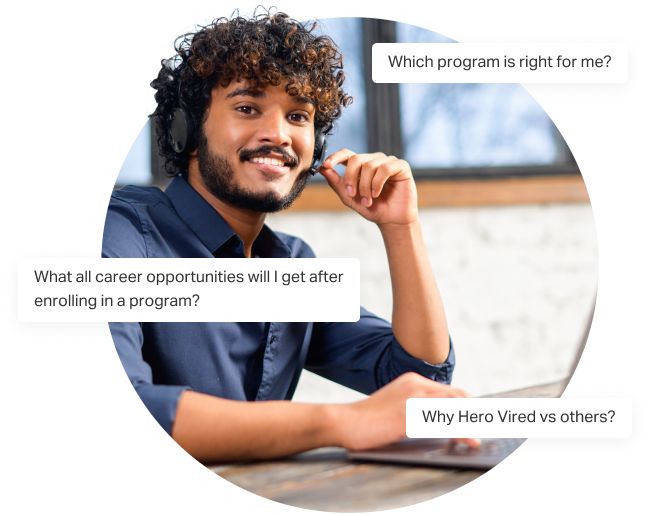 Which program is right for me?
What all career opportunities will I get after
enrolling in a program?
Why Hero Vired vs others?